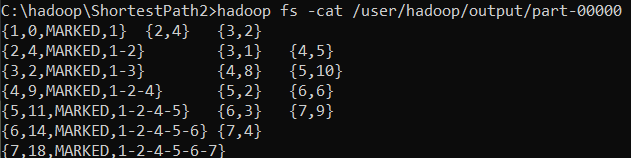 C:\hadoop\ShortestPath2>hadoop fs -cat /user/hadoop/output/part-00000
{1,0,MARKED,1} {2,4} {3,2}
{2,4,MARKED,1-2} {3,1} {4,5}
{3,2,MARKED,1-3} {4,8} {5,10}
{4,9,MARKED,1-2-4} {5,2} {6,6}
{5,11,MARKED,1-2-4-5} {6,3} {7,9}
{6,14,MARKED,1-2-4-5-6} {7,4}
{7,18,MARKED,1-2-4-5-6-7}